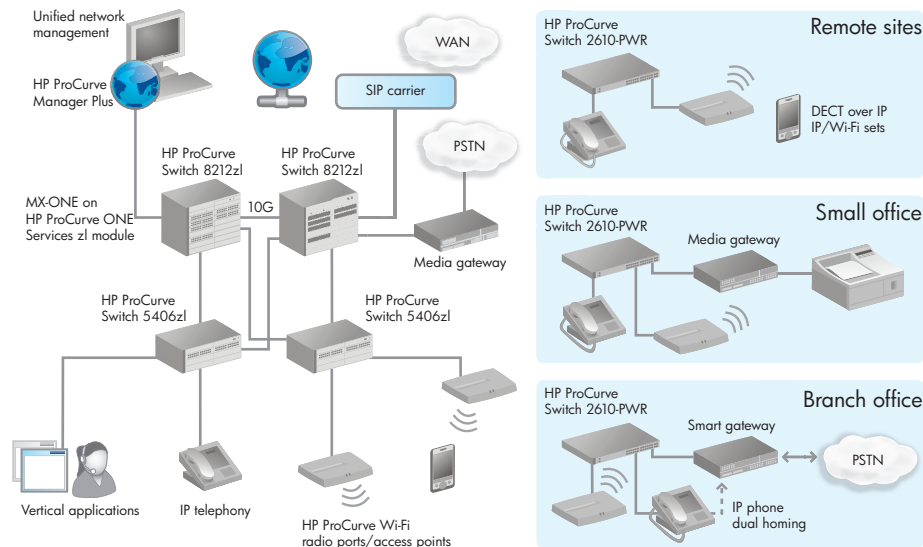 Unified network
management
HP ProCurve
Manager Plus
WAN
SIP carrier
PSTN
HP ProCurve
Switch 8212zl
HP ProCurve
Switch 8212zl
MX-ONE on
HP ProCurve ONE
Services zl module
10G
Media gateway
HP ProCurve
Switch 5406zl
HP ProCurve
Switch 5406zl
Vertical applications
IP telephony
HP ProCurve Wi-Fi
radio ports/access points
HP ProCurve
Switch 2610-PWR
Remote sites
DECT over IP
IP/Wi-Fi sets
HP ProCurve
Switch 2610-PWR
Small office
Media gateway
HP ProCurve
Switch 2610-PWR
Branch office
Smart gateway
PSTN
IP phone
dual homing